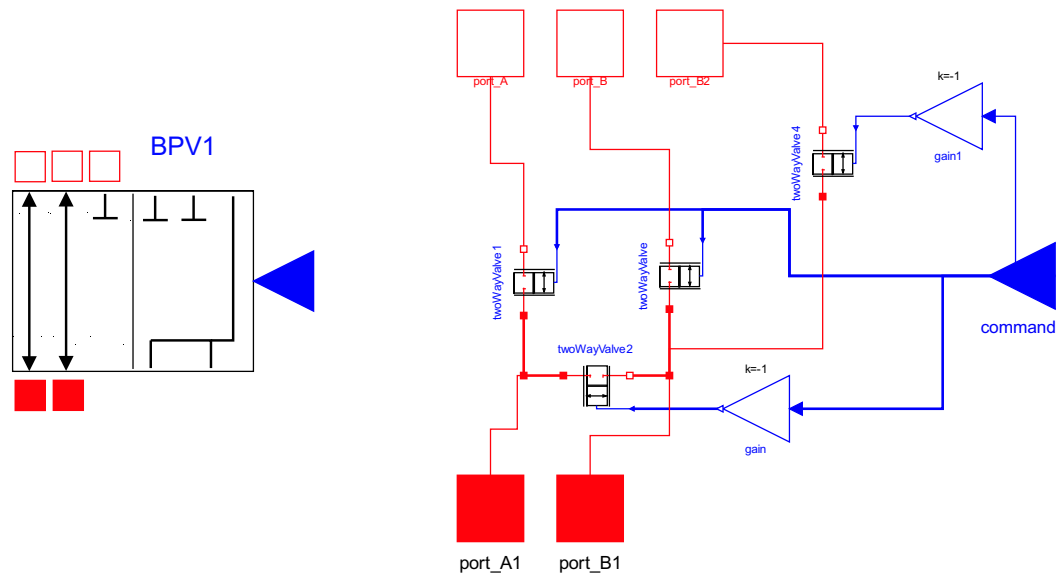 BPV1
port_A
port_B
port_B2
k=-1
gain1
twoWayValve4
twoWayValve1
twoWayValve
command
twoWayValve2
k=-1
gain
port_A1
port_B1